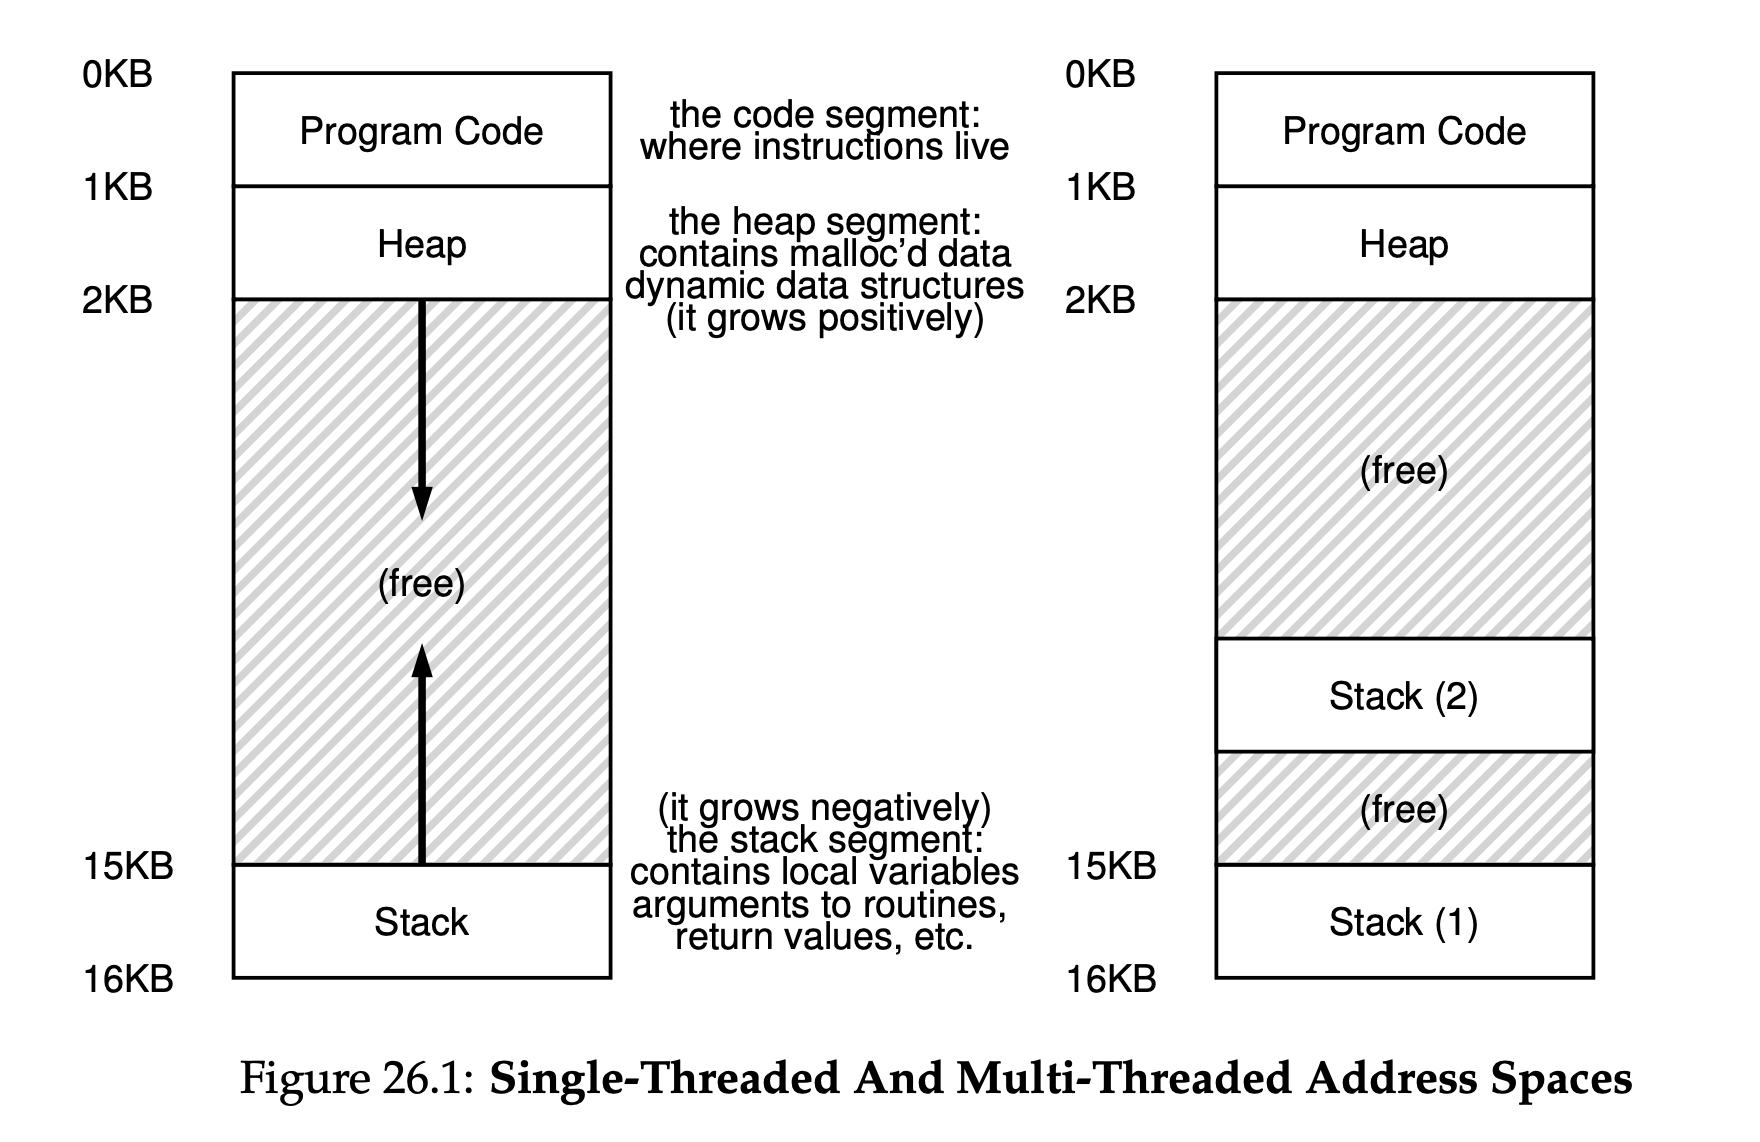 0KB
Program Code
1KB
Heap
2KB
(free)
15KB
Stack
16KB
the code segment:
where instructions live
the heap segment:
contains malloc'd data
dynamic data structures
(it grows positively)
(it grows negatively)
the stack segment:
contains local variables
arguments to routines,
return values, etc.
0KB
Program Code
1KB
Heap
2KB
(free)
Stack (2)
(free)
15KB
Stack (1)
16KB
Figure 26.1: Single-Threaded And Multi-Threaded Address Spaces